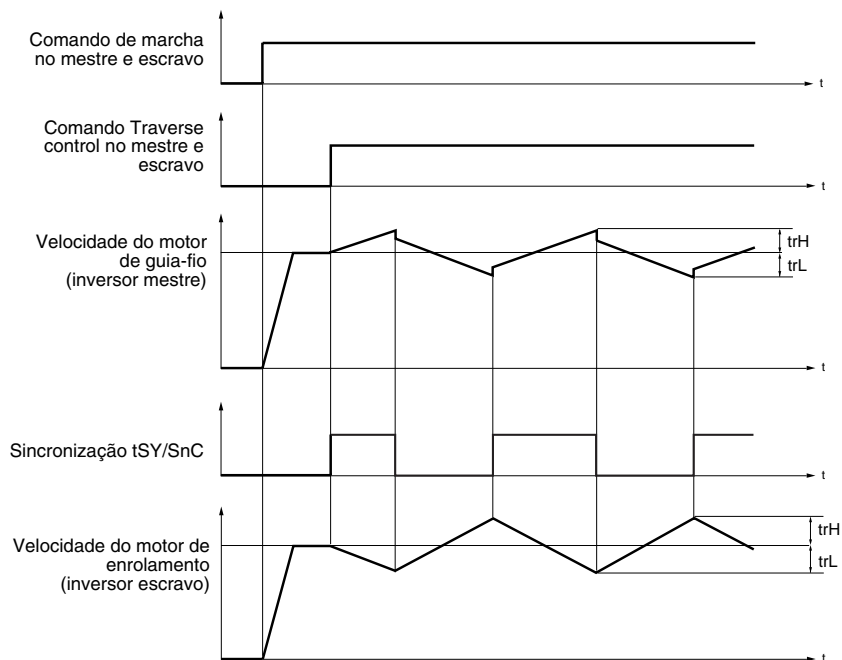 Comando de marcha
no mestre e escravo
t
Comando Traverse
control no mestre e
escravo
t
Velocidade do motor
de guia-fio
(inversor mestre)
trH
trL
t
Sincronização tSY/SnC
t
Velocidade do motor de
enrolamento
(inversor escravo)
trH
trL
t